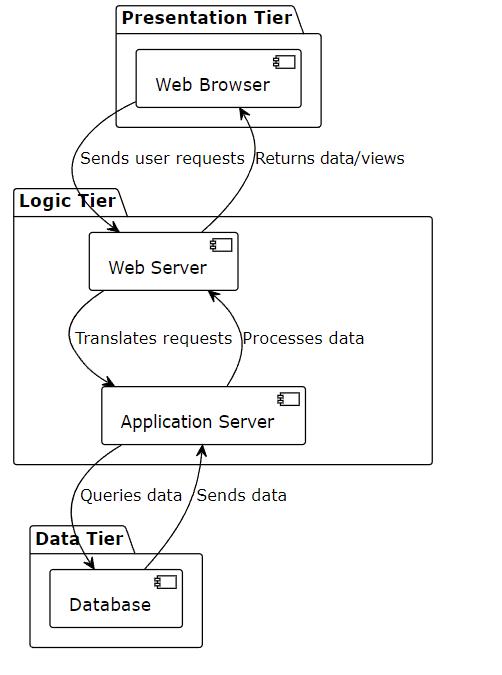 Presentation Tier
Web Browser
Sends user requests
Returns data/views
Logic Tier
Web Server
Translates requests
Processes data
Application Server
Queries data
Sends data
Data Tier
Database